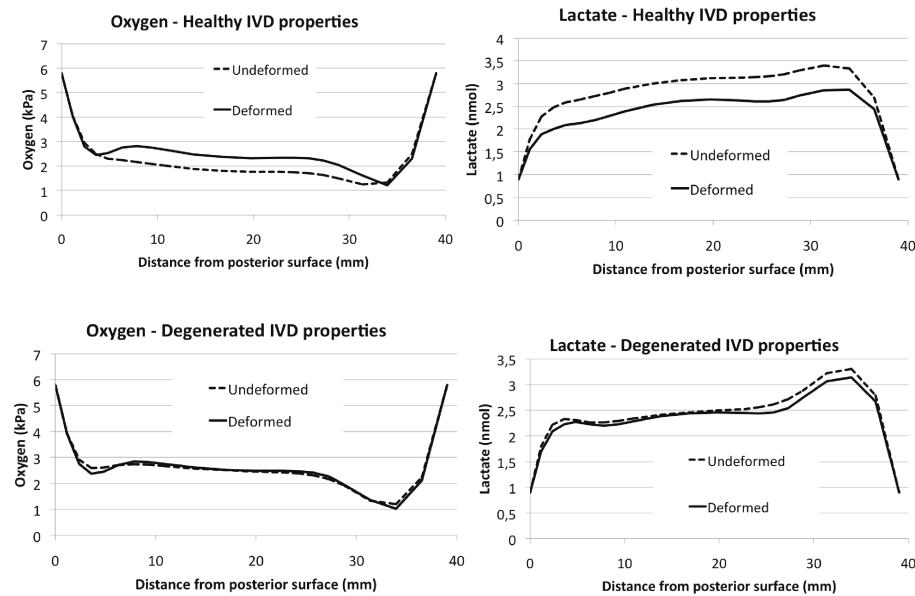 Oxygen - Healthy IVD properties
7
6
5
4
3
2
1
0
Oxygen (kPa)
Undeformed
Deformed
0 10 20 30 40
Distance from posterior surface (mm)
Lactate - Healthy IVD properties
4
3,5
3
2,5
2
1,5
1
0,5
0
Lactate (nmol)
Undeformed
Deformed
0 10 20 30 40
Distance from posterior surface (mm)
Oxygen - Degenerated IVD properties
7
6
5
4
3
2
1
0
Oxygen (kPa)
Undeformed
Deformed
0 10 20 30 40
Distance from posterior surface (mm)
Lactate - Degenerated IVD properties
3,5
3
2,5
2
1,5
1
0,5
0
Lactate (nmol)
Undeformed
Deformed
0 10 20 30 40
Distance from posterior surface (mm)